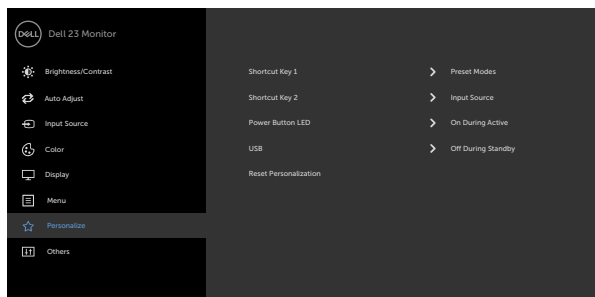 DELL Dell 23 Monitor
Brightness/Contrast
Auto Adjust
Input Source
Color
Display
Menu
Personalize
Others
Shortcut Key 1 Preset Modes
Shortcut Key 2 Input Source
Power Button LED On During Active
USB Off During Standby
Reset Personalization